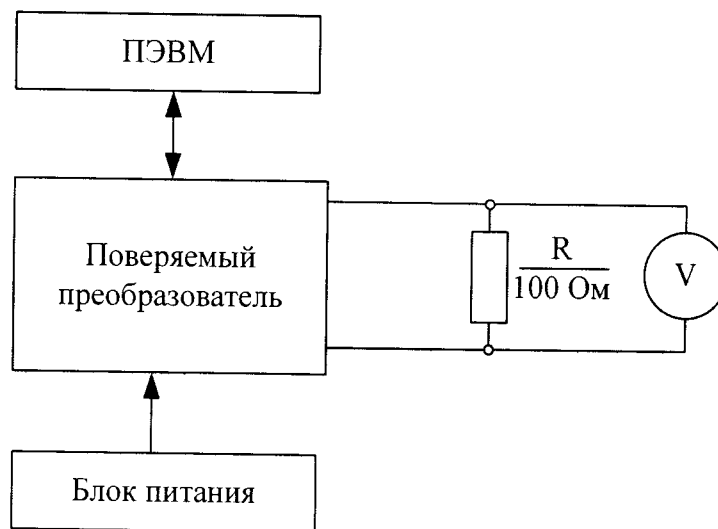 ПЭВМ
Поверяемый
преобразователь
R
100 Ом
V
Блок питания